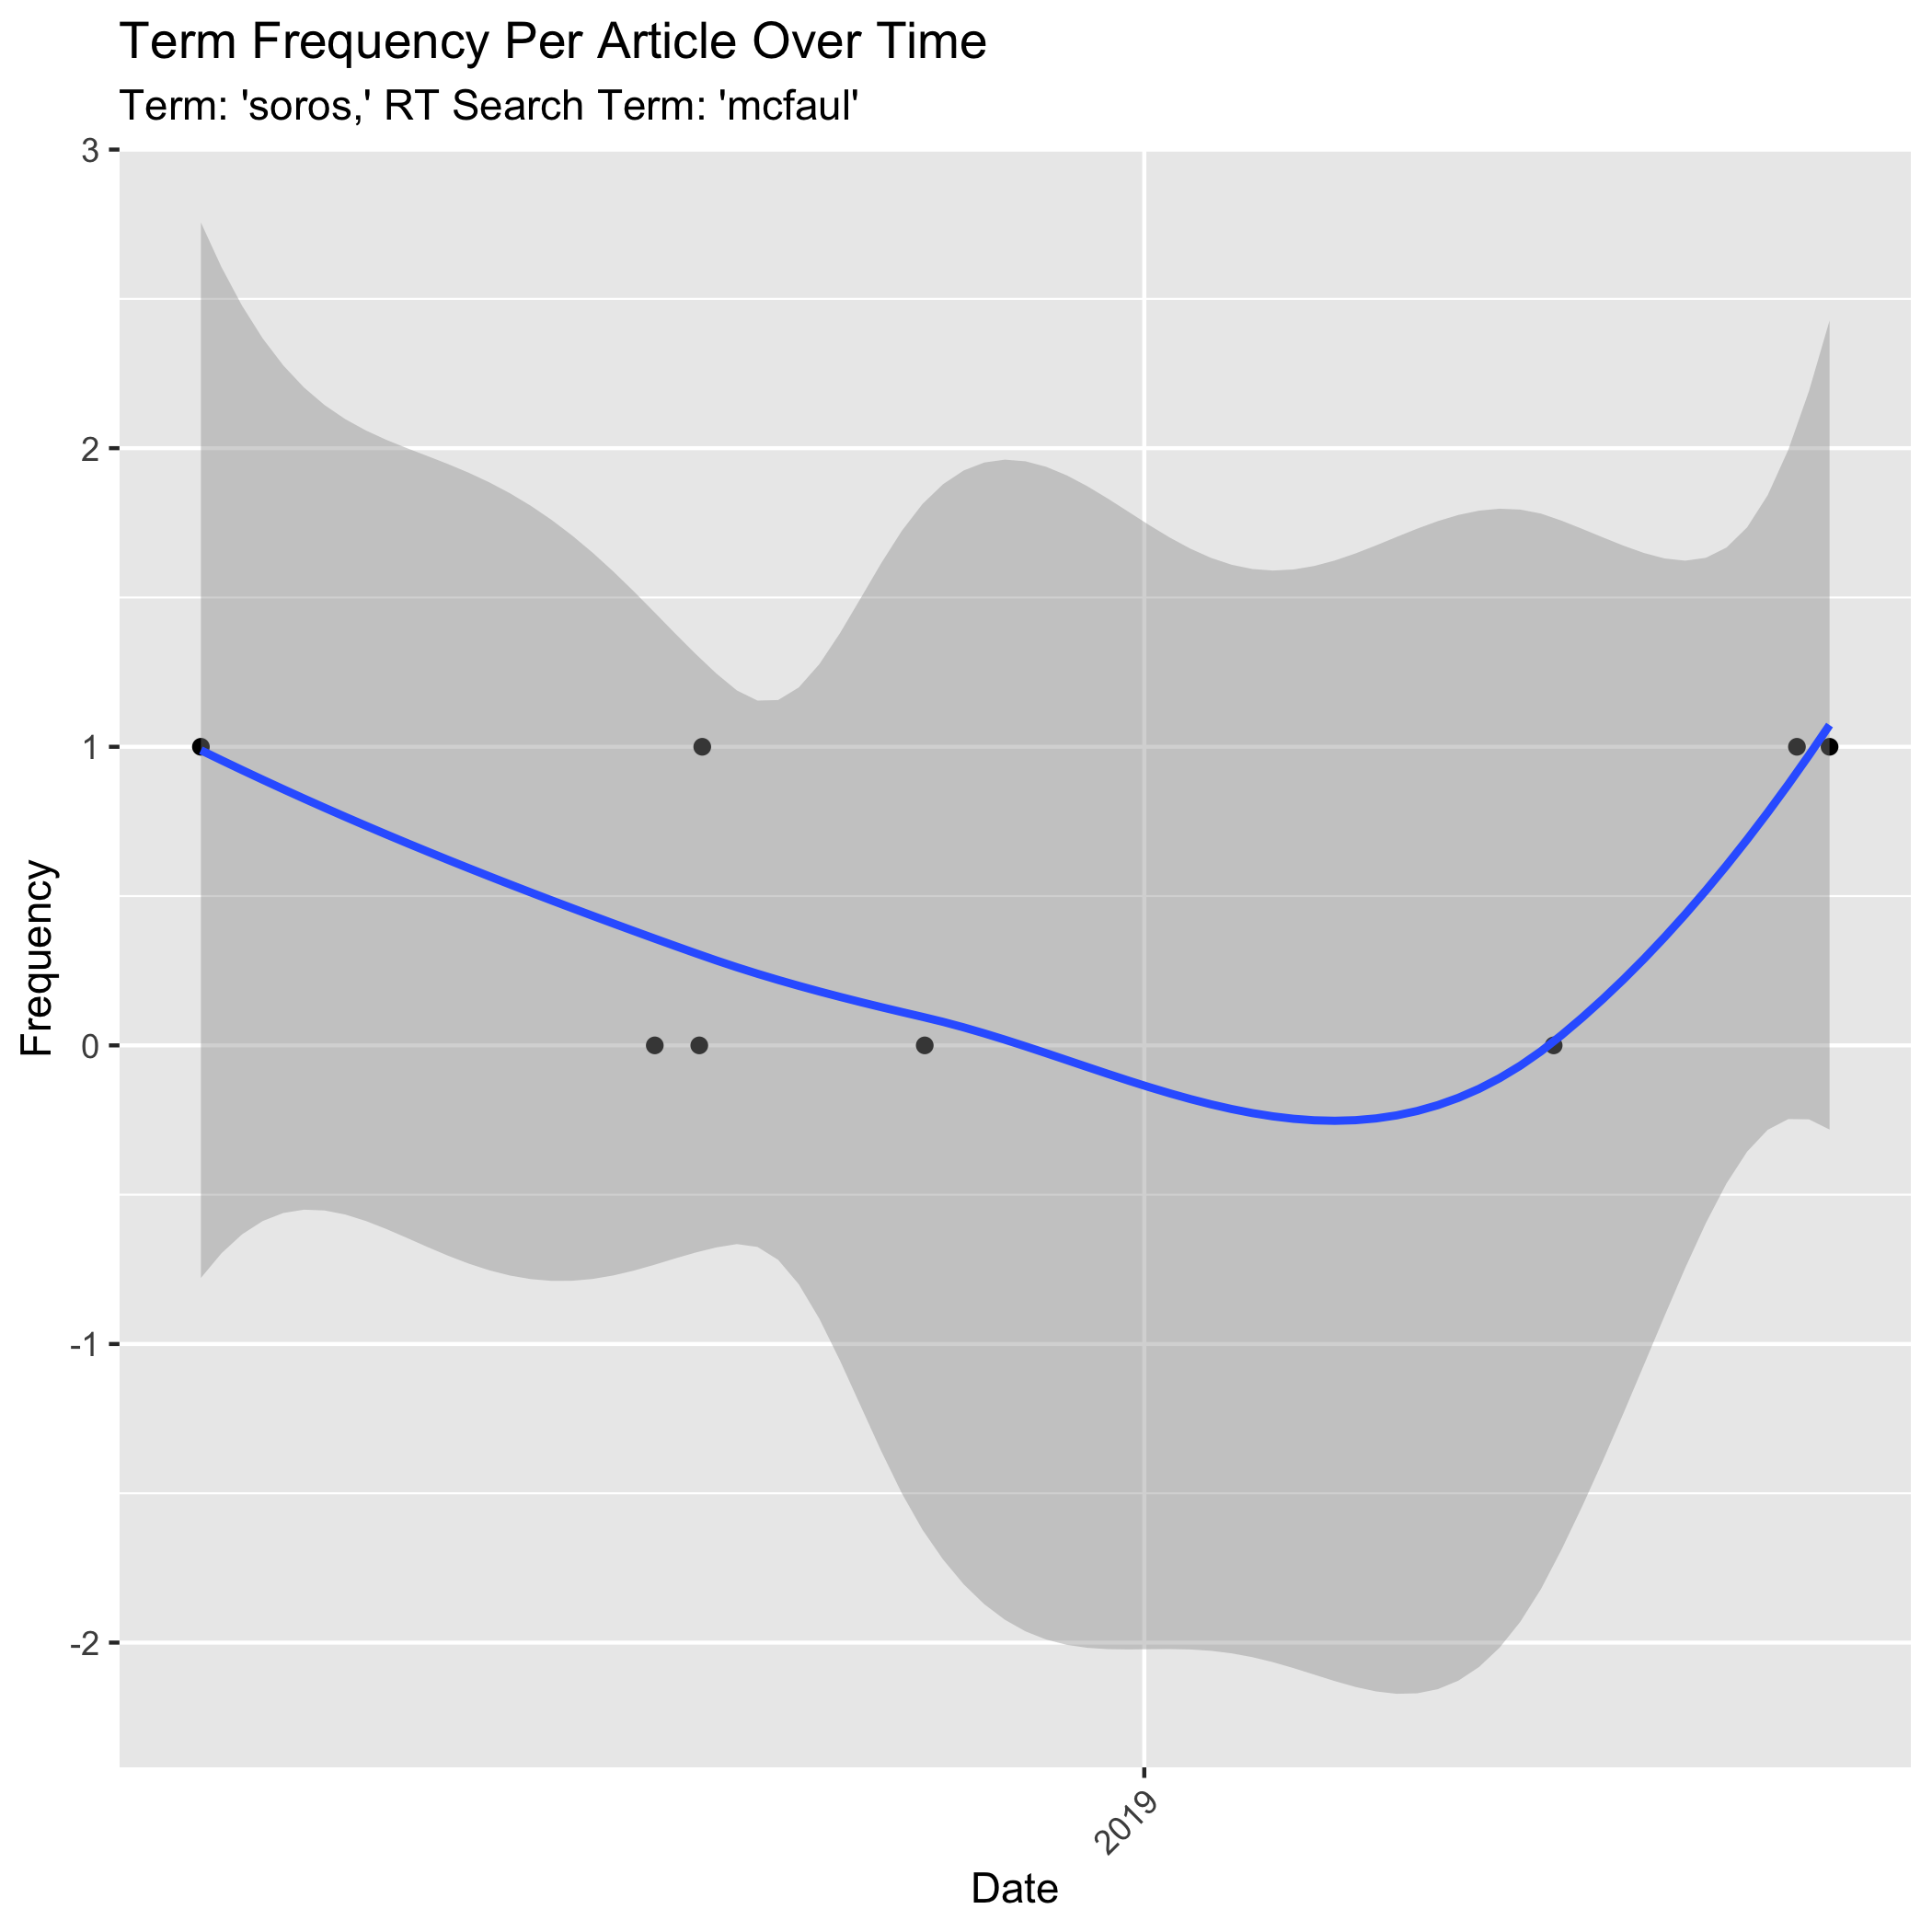 Term Frequency Per Article Over Time
Term: 'soros,' RT Search Term: 'mcfaul'
3
2
1
0
-1
-2
Frequency
2019
Date